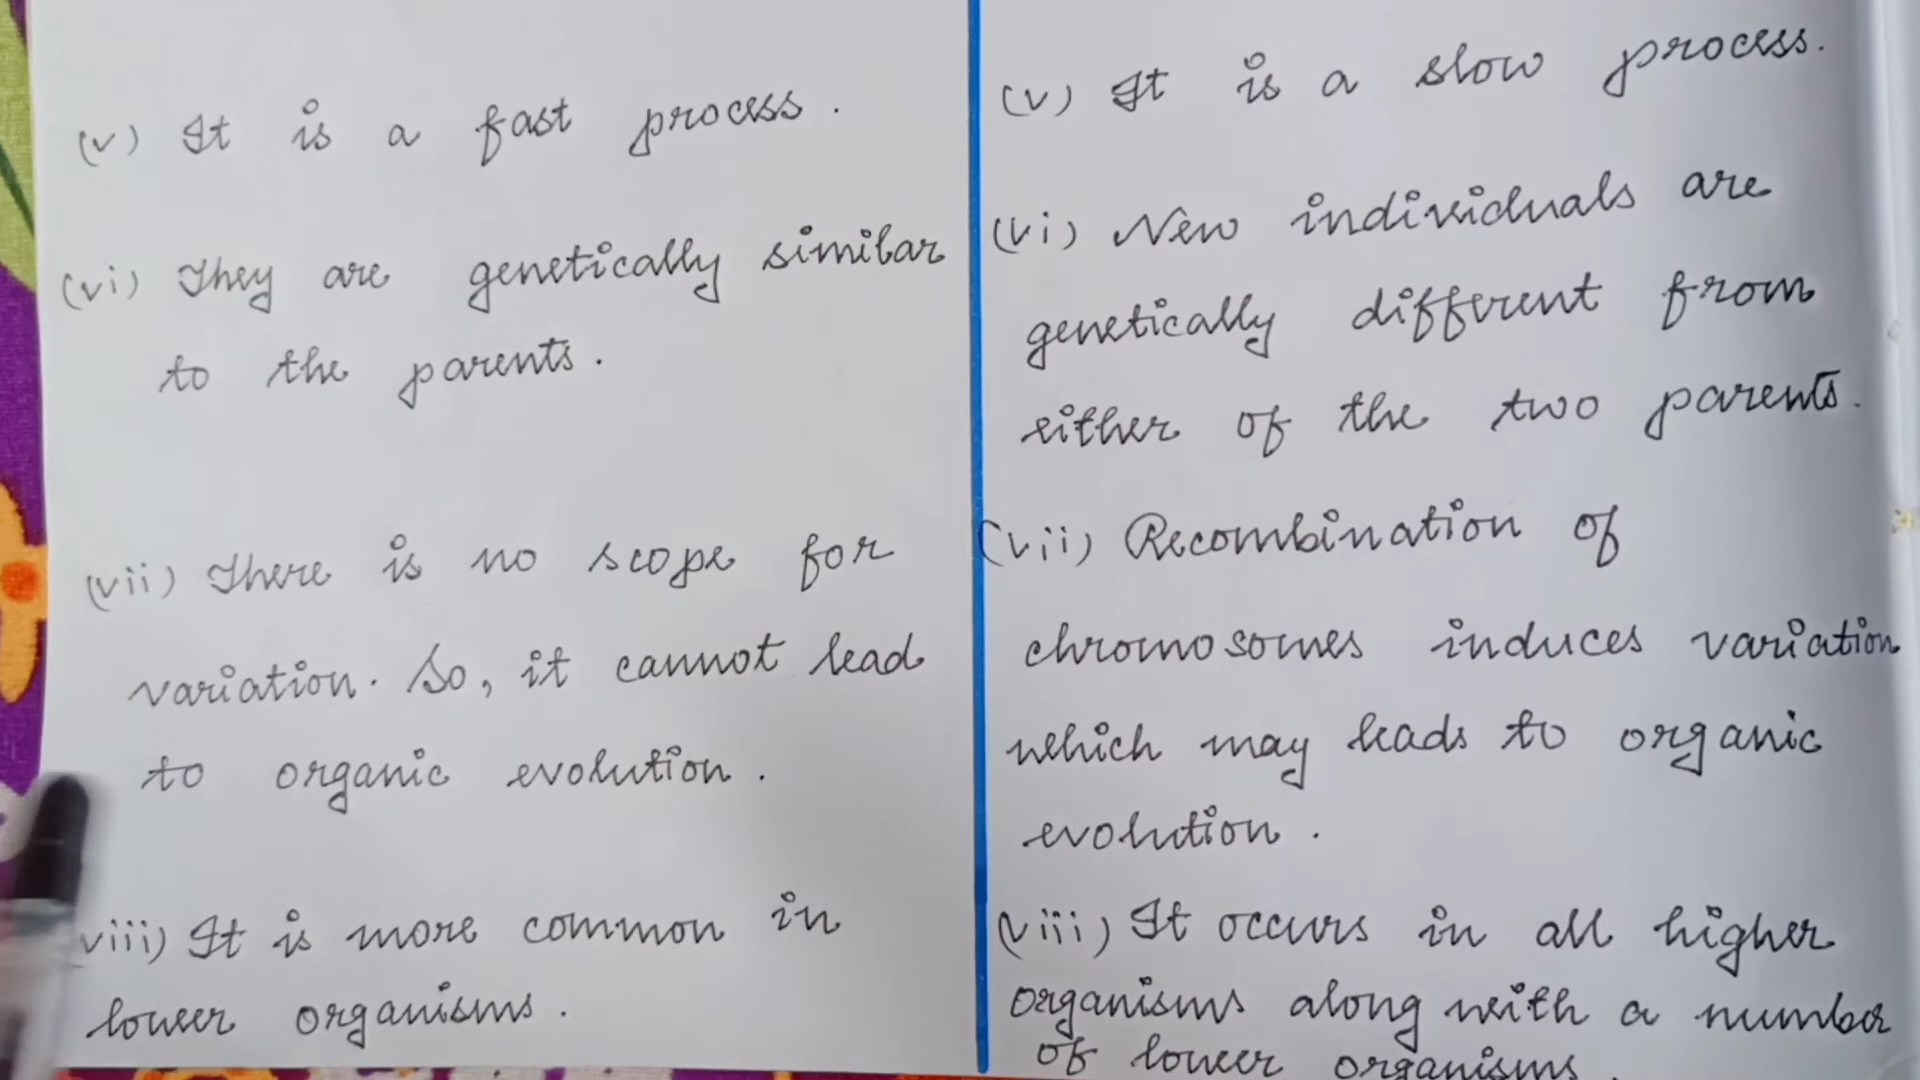 (v) It is a fast process.
(vi) They are genetically similar
to the parents.
(vii) There is no scope for
variation. So, it cannot lead
to organic evolution.
(viii) It is more common in
lower organisms.
(v) It is a slow process.
(vi) New individuals are
genetically different from
either of the two parents.
(vii) Recombination of
chromosomes induces variation
which may leads to organic
evolution.
(viii) It occurs in all higher
organisms along with a number
of lower organisms.